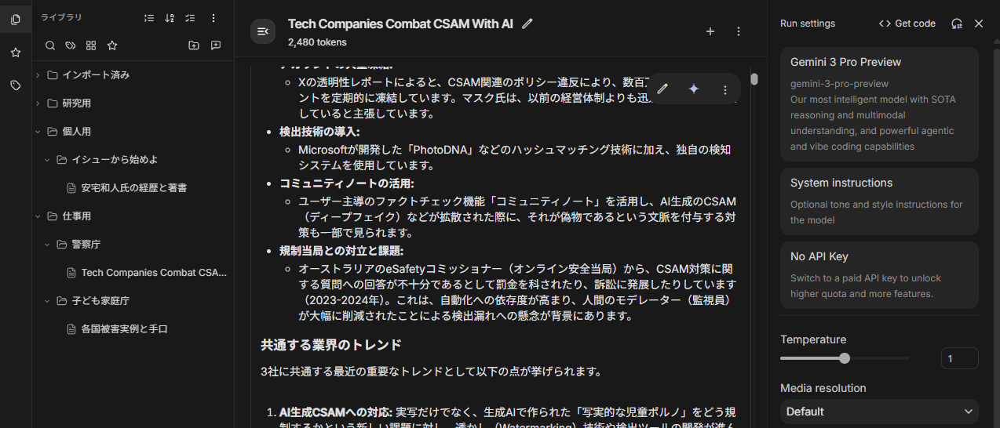 ライブラリ
インポート済み
研究用
個人用
イシューから始めよ
安宅和人氏の経歴と著書
仕事用
警察庁
Tech Companies Combat CSA...
子ども家庭庁
各国被害実例と手口
Tech Companies Combat CSAM With AI
2,480 tokens
Xの透明性レポートによると、CSAM関連のポリシー違反により、数百万
ントを定期的に凍結しています。マスク氏は、以前の経営体制よりも迅
していると主張しています。
検出技術の導入:
Microsoftが開発した「PhotoDNA」などのハッシュマッチング技術に加え、独自の検知
システムを使用しています。
コミュニティノートの活用:
ユーザー主導のファクトチェック機能「コミュニティノート」を活用し、AI生成のCSAM
（ディープフェイク）などが拡散された際に、それが偽物であるという文脈を付与する対
策も一部で見られます。
規制当局との対立と課題:
オーストラリアのeSafetyコミッショナー（オンライン安全当局）から、CSAM対策に関
する質問への回答が不十分であるとして罰金を科されたり、訴訟に発展したりしています
（2023-2024年）。これは、自動化への依存度が高まり、人間のモデレーター（監視員）
が大幅に削減されたことによる検出漏れへの懸念が背景にあります。
共通する業界のトレンド
3社に共通する最近の重要なトレンドとして以下の点が挙げられます。
1. AI生成CSAMへの対応: 実写だけでなく、生成AIで作られた「写実的な児童ポルノ」をどう規
制するかという新しい課題に対し、透かし（Watermarking）技術や検出ツールの開発が進ん
Run settings
Get code
Gemini 3 Pro Preview
gemini-3-pro-preview
Our most intelligent model with SOTA
reasoning and multimodal
understanding, and powerful agentic
and vibe coding capabilities
System instructions
Optional tone and style instructions for
the model
No API Key
Switch to a paid API key to unlock
higher quota and more features.
Temperature
1
Media resolution
Default